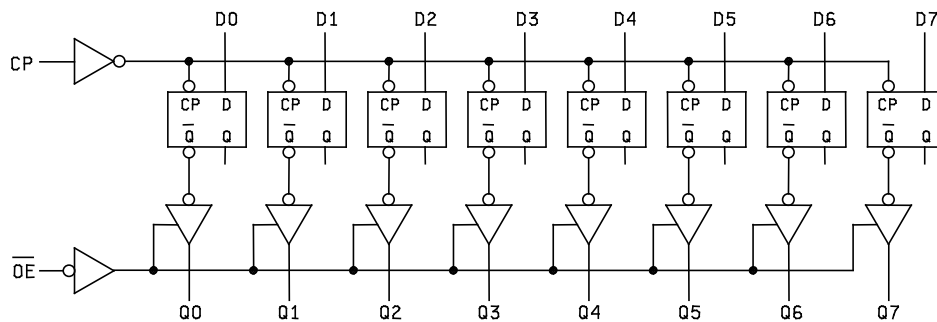 D0 D1 D2 D3 D4 D5 D6 D7
CP
CP D CP D CP D CP D CP D CP D CP D CP D
Q̅ Q Q̅ Q Q̅ Q Q̅ Q Q̅ Q Q̅ Q Q̅ Q Q̅ Q
O̅E̅
Q0 Q1 Q2 Q3 Q4 Q5 Q6 Q7